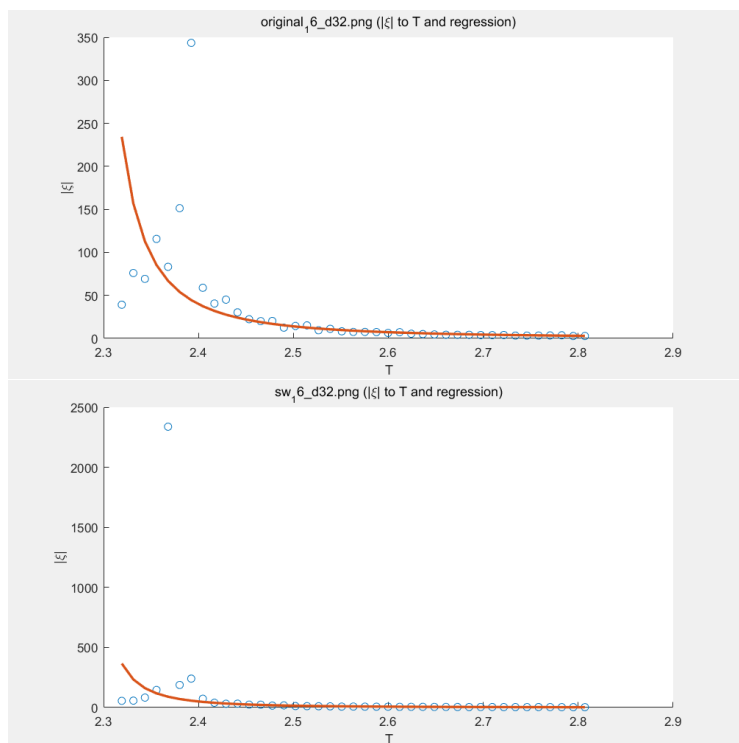 original₁6_d32.png (|ξ| to T and regression)
350
300
250
200
150
100
50
0
|ξ|
2.3 2.4 2.5 2.6 2.7 2.8 2.9
T
sw₁6_d32.png (|ξ| to T and regression)
2500
2000
1500
1000
500
0
|ξ|
2.3 2.4 2.5 2.6 2.7 2.8 2.9
T